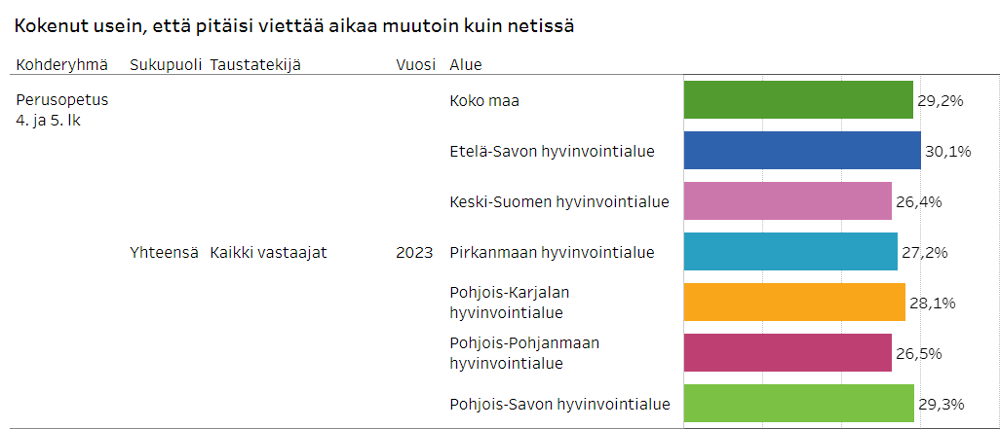 Kokenut usein, että pitäisi viettää aikaa muutoin kuin netissä
Kohderyhmä Sukupuoli Taustatekijä Vuosi Alue
Perusopetus
4. ja 5. lk
Koko maa 29,2%
Etelä-Savon hyvinvointialue 30,1%
Keski-Suomen hyvinvointialue 26,4%
Yhteensä Kaikki vastaajat 2023 Pirkanmaan hyvinvointialue 27,2%
Pohjois-Karjalan
hyvinvointialue 28,1%
Pohjois-Pohjanmaan
hyvinvointialue 26,5%
Pohjois-Savon hyvinvointialue 29,3%